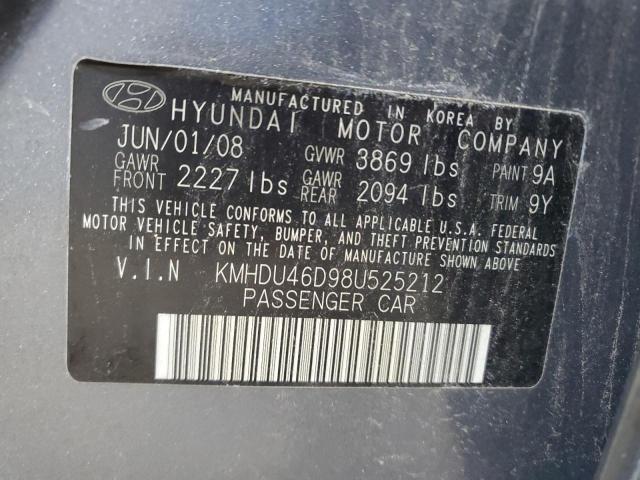 MANUFACTURED IN KOREA BY
HYUNDAI MOTOR COMPANY
JUN/01/08 GVWR 3869 lbs PAINT 9A
GAWR FRONT 2227 lbs GAWR REAR 2094 lbs TRIM 9Y
THIS VEHICLE CONFORMS TO ALL APPLICABLE U.S.A. FEDERAL
MOTOR VEHICLE SAFETY, BUMPER, AND THEFT PREVENTION STANDARDS
IN EFFECT ON THE DATE OF MANUFACTURE SHOWN ABOVE.
V.I.N KMHDU46D98U525212
PASSENGER CAR